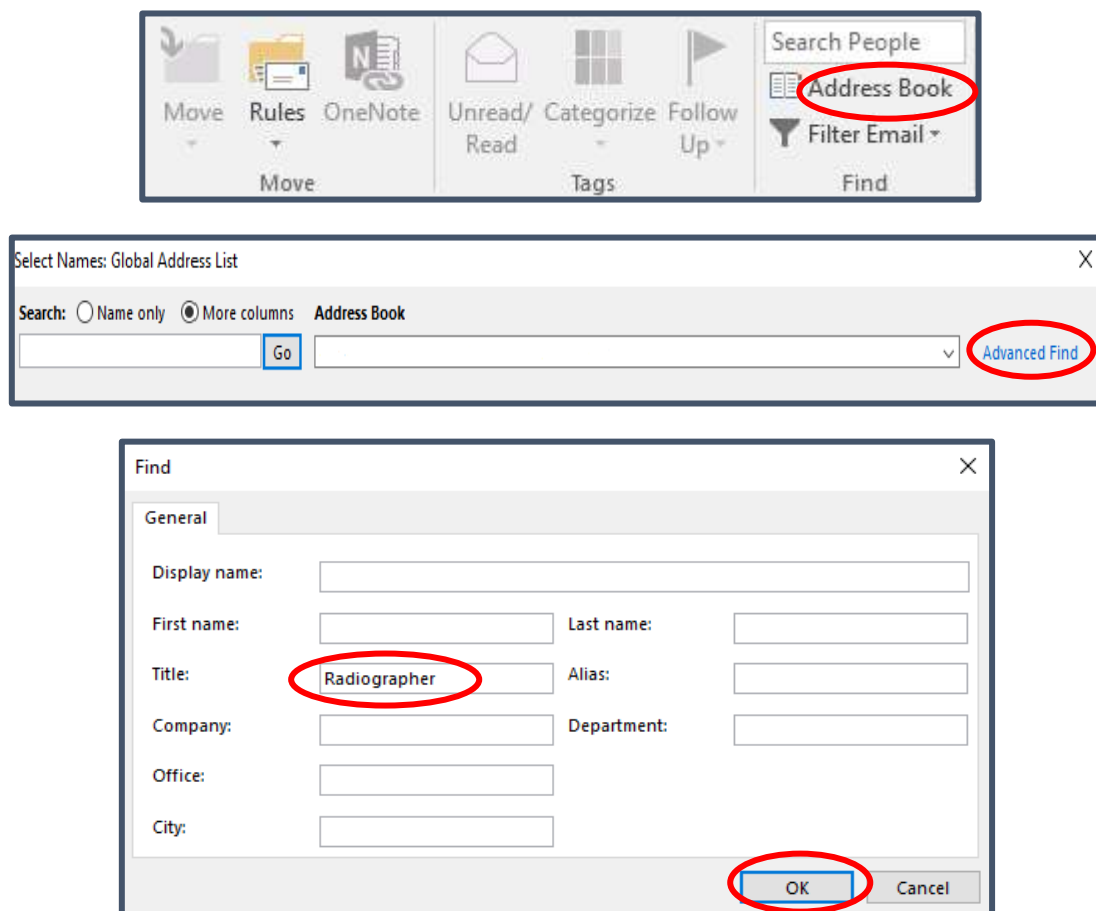 Search People
Address Book
Move Rules OneNote Unread/ Categorize Follow
Read Up
Filter Email
Move Tags Find
Select Names: Global Address List X
Search: Name only More columns Address Book
Go Advanced Find
Find
General
Display name:
First name: Last name:
Title: Radiographer Alias:
Company: Department:
Office:
City:
OK Cancel